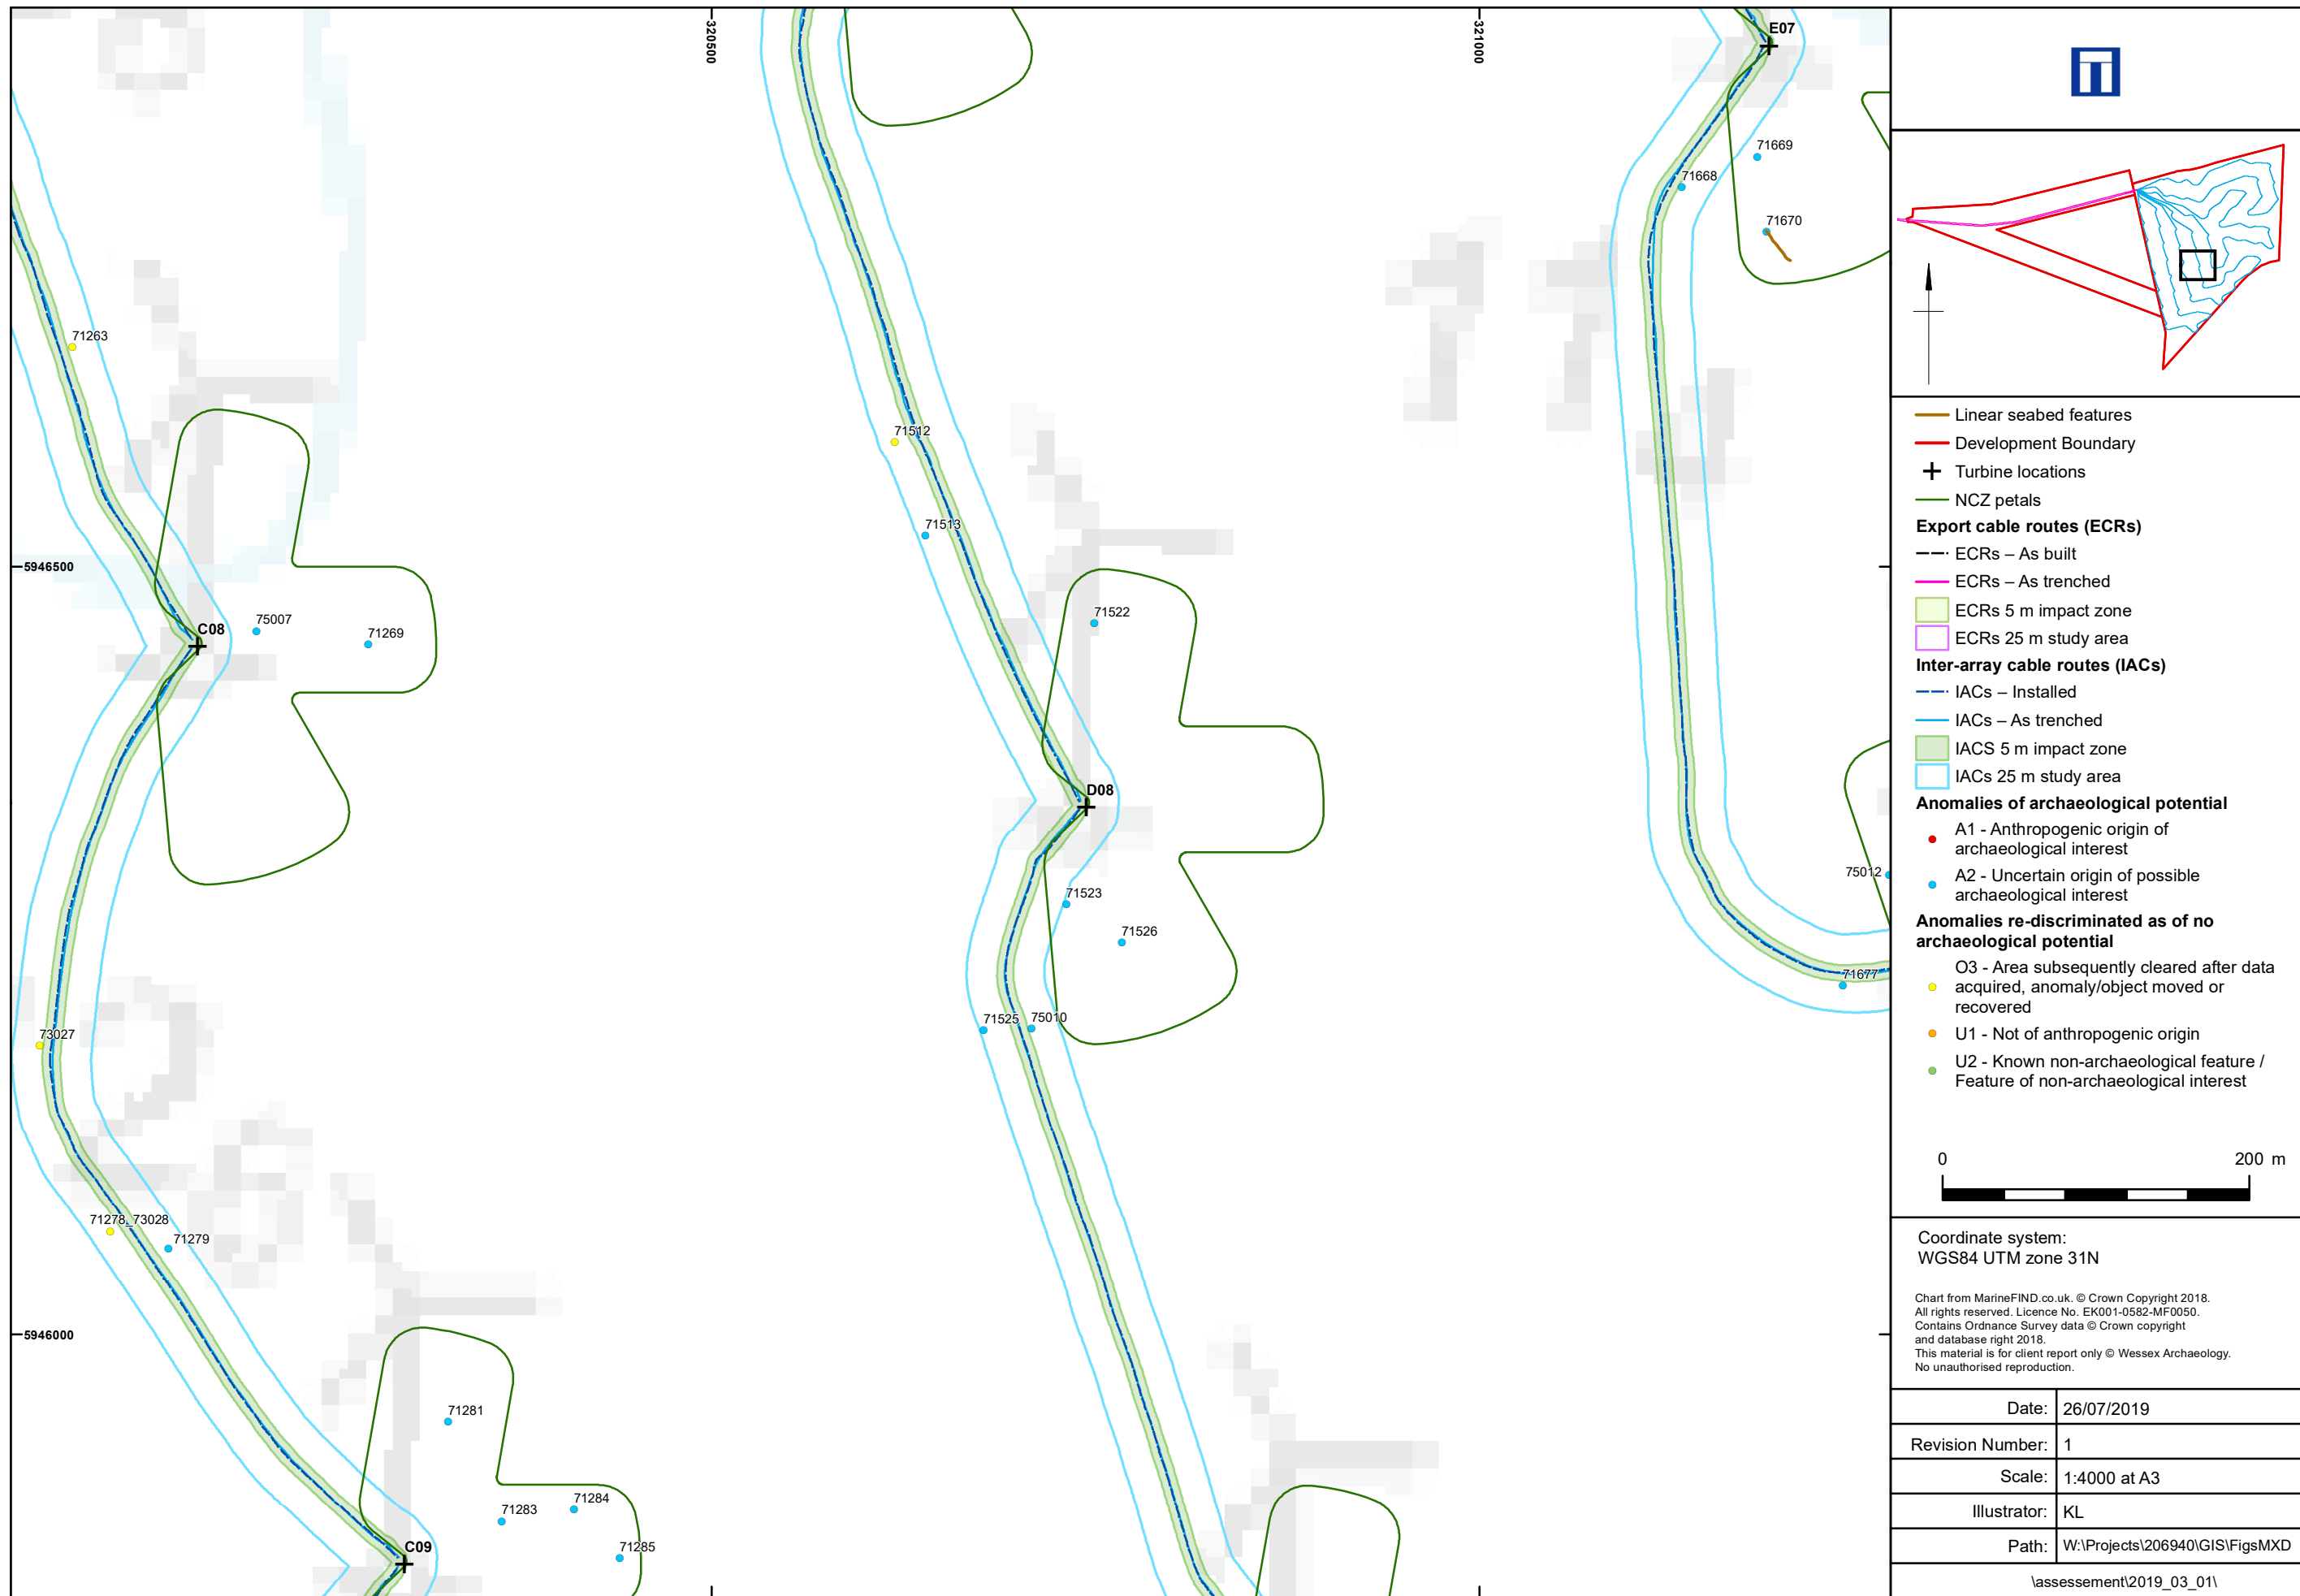 320500
321000
E07
71669
71668
71670
71263
71512
71513
5946500
C08
75007
71269
71522
D08
75012
71523
71526
71677
71525
75010
73027
71278_73028
71279
5946000
71281
71283
71284
71285
C09
Linear seabed features
Development Boundary
Turbine locations
NCZ petals
Export cable routes (ECRs)
ECRs – As built
ECRs – As trenched
ECRs 5 m impact zone
ECRs 25 m study area
Inter-array cable routes (IACs)
IACs – Installed
IACs – As trenched
IACS 5 m impact zone
IACs 25 m study area
Anomalies of archaeological potential
A1 - Anthropogenic origin of
archaeological interest
A2 - Uncertain origin of possible
archaeological interest
Anomalies re-discriminated as of no
archaeological potential
O3 - Area subsequently cleared after data
acquired, anomaly/object moved or
recovered
U1 - Not of anthropogenic origin
U2 - Known non-archaeological feature /
Feature of non-archaeological interest
0 200 m
Coordinate system:
WGS84 UTM zone 31N
Chart from MarineFIND.co.uk. © Crown Copyright 2018.
All rights reserved. Licence No. EK001-0582-MF0050.
Contains Ordnance Survey data © Crown copyright
and database right 2018.
This material is for client report only © Wessex Archaeology.
No unauthorised reproduction.
Date: 26/07/2019
Revision Number: 1
Scale: 1:4000 at A3
Illustrator: KL
Path: W:\Projects\206940\GIS\FigsMXD
\assessement\2019_03_01\